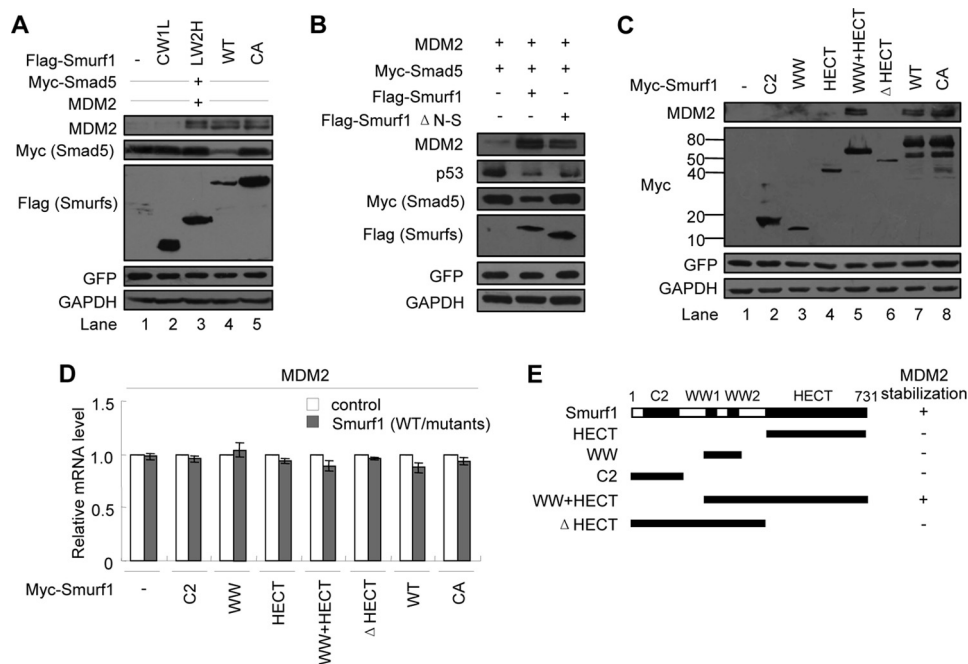 A
Flag-Smurf1 - CW1L LW2H WT CA
Myc-Smad5 +
MDM2 +
MDM2
Myc (Smad5)
Flag (Smurfs)
GFP
GAPDH
Lane 1 2 3 4 5
B
MDM2 + + +
Myc-Smad5 + + +
Flag-Smurf1 - + -
Flag-Smurf1 Δ N-S - - +
MDM2
p53
Myc (Smad5)
Flag (Smurfs)
GFP
GAPDH
C
Myc-Smurf1 - C2 WW HECT WW+HECT Δ HECT WT CA
MDM2
Myc
80
50
40
20
10
GFP
GAPDH
Lane 1 2 3 4 5 6 7 8
D
MDM2
Relative mRNA level
1.5
1.0
0.5
0
control
Smurf1 (WT/mutants)
Myc-Smurf1 - C2 WW HECT WW+HECT Δ HECT WT CA
E
MDM2
stabilization
1 C2 WW1 WW2 HECT 731
Smurf1 +
HECT -
WW -
C2 -
WW+HECT +
Δ HECT -